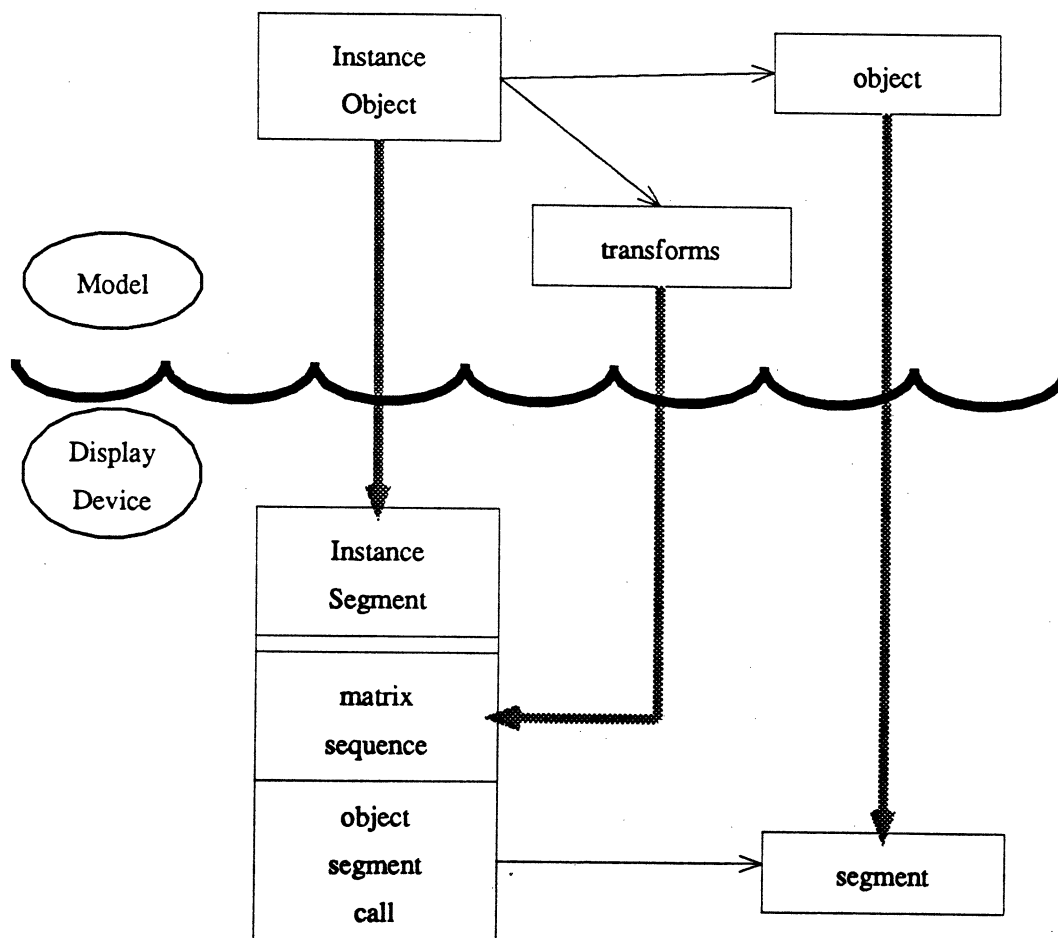 Instance
Object
object
transforms
Model
Display
Device
Instance
Segment
matrix
sequence
object
segment
call
segment